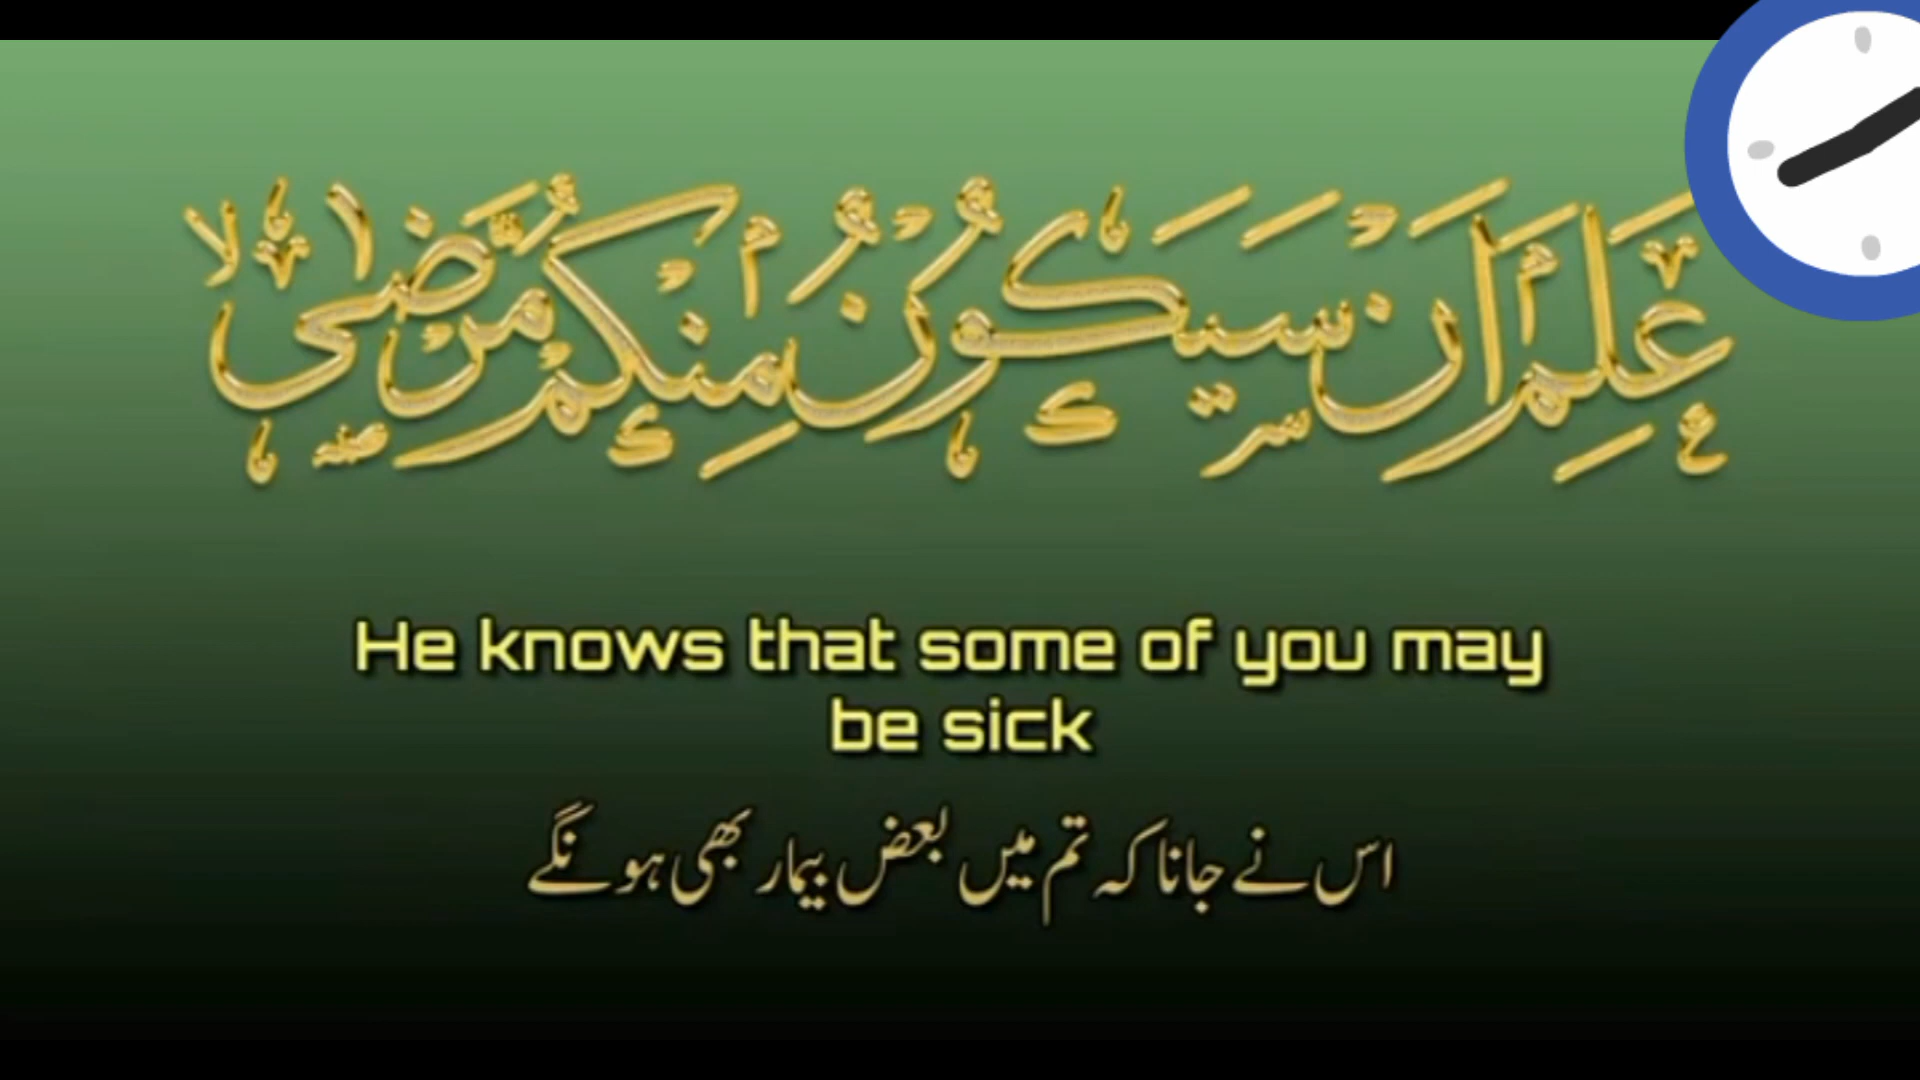 عَلِمَ أَنْ سَيَكُونُ مِنْكُمْ مَّرْضٰى ۙ
He knows that some of you may
be sick
اس نے جانا کہ تم میں بعض بیمار بھی ہونگے